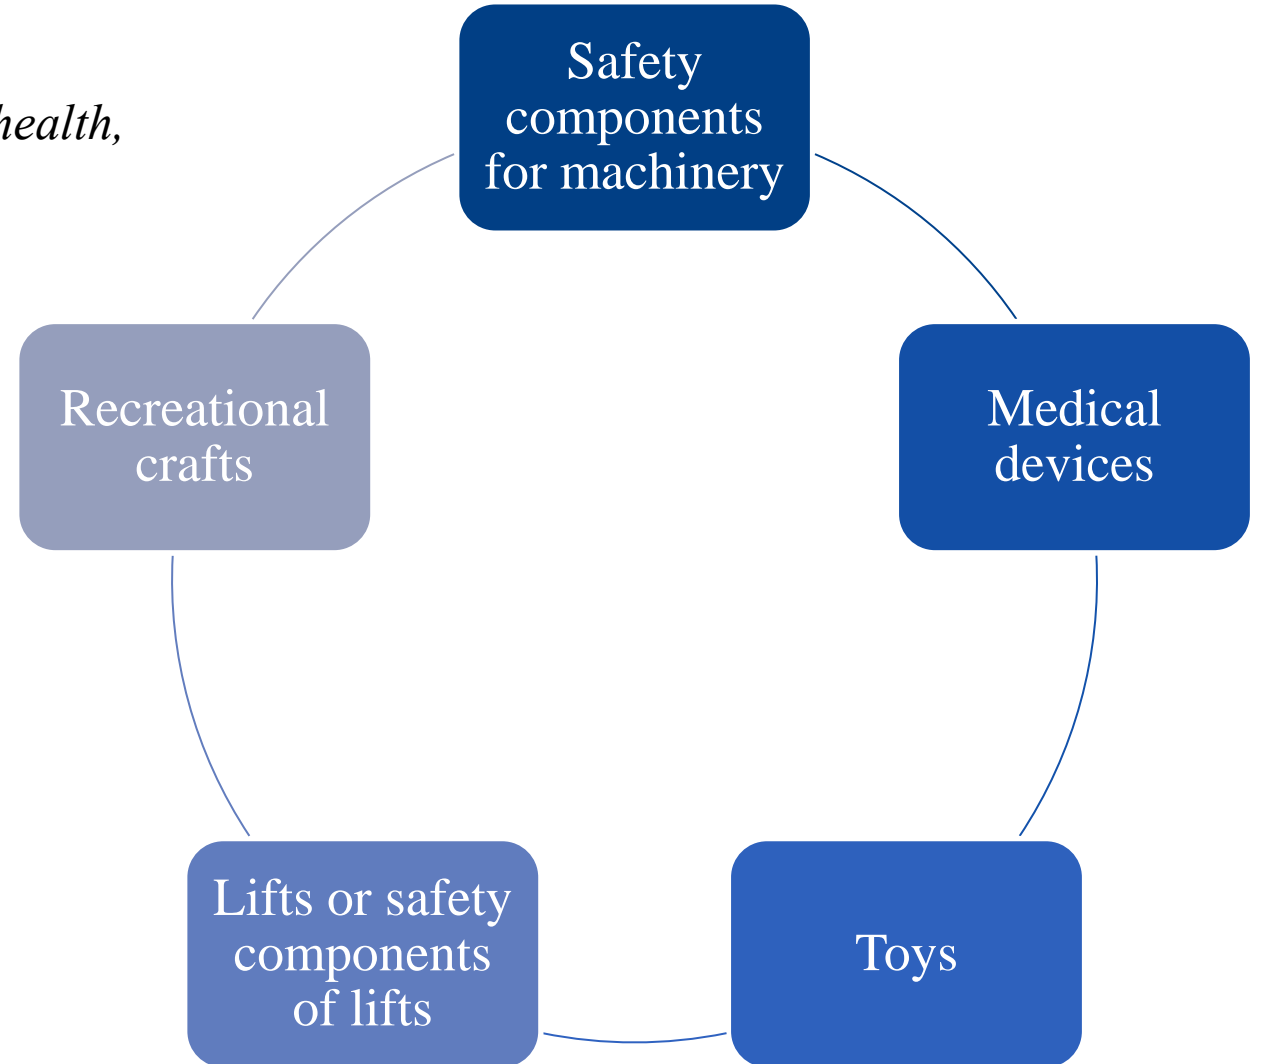 health,
Safety
components
for machinery
Medical
devices
Toys
Lifts or safety
components
of lifts
Recreational
crafts